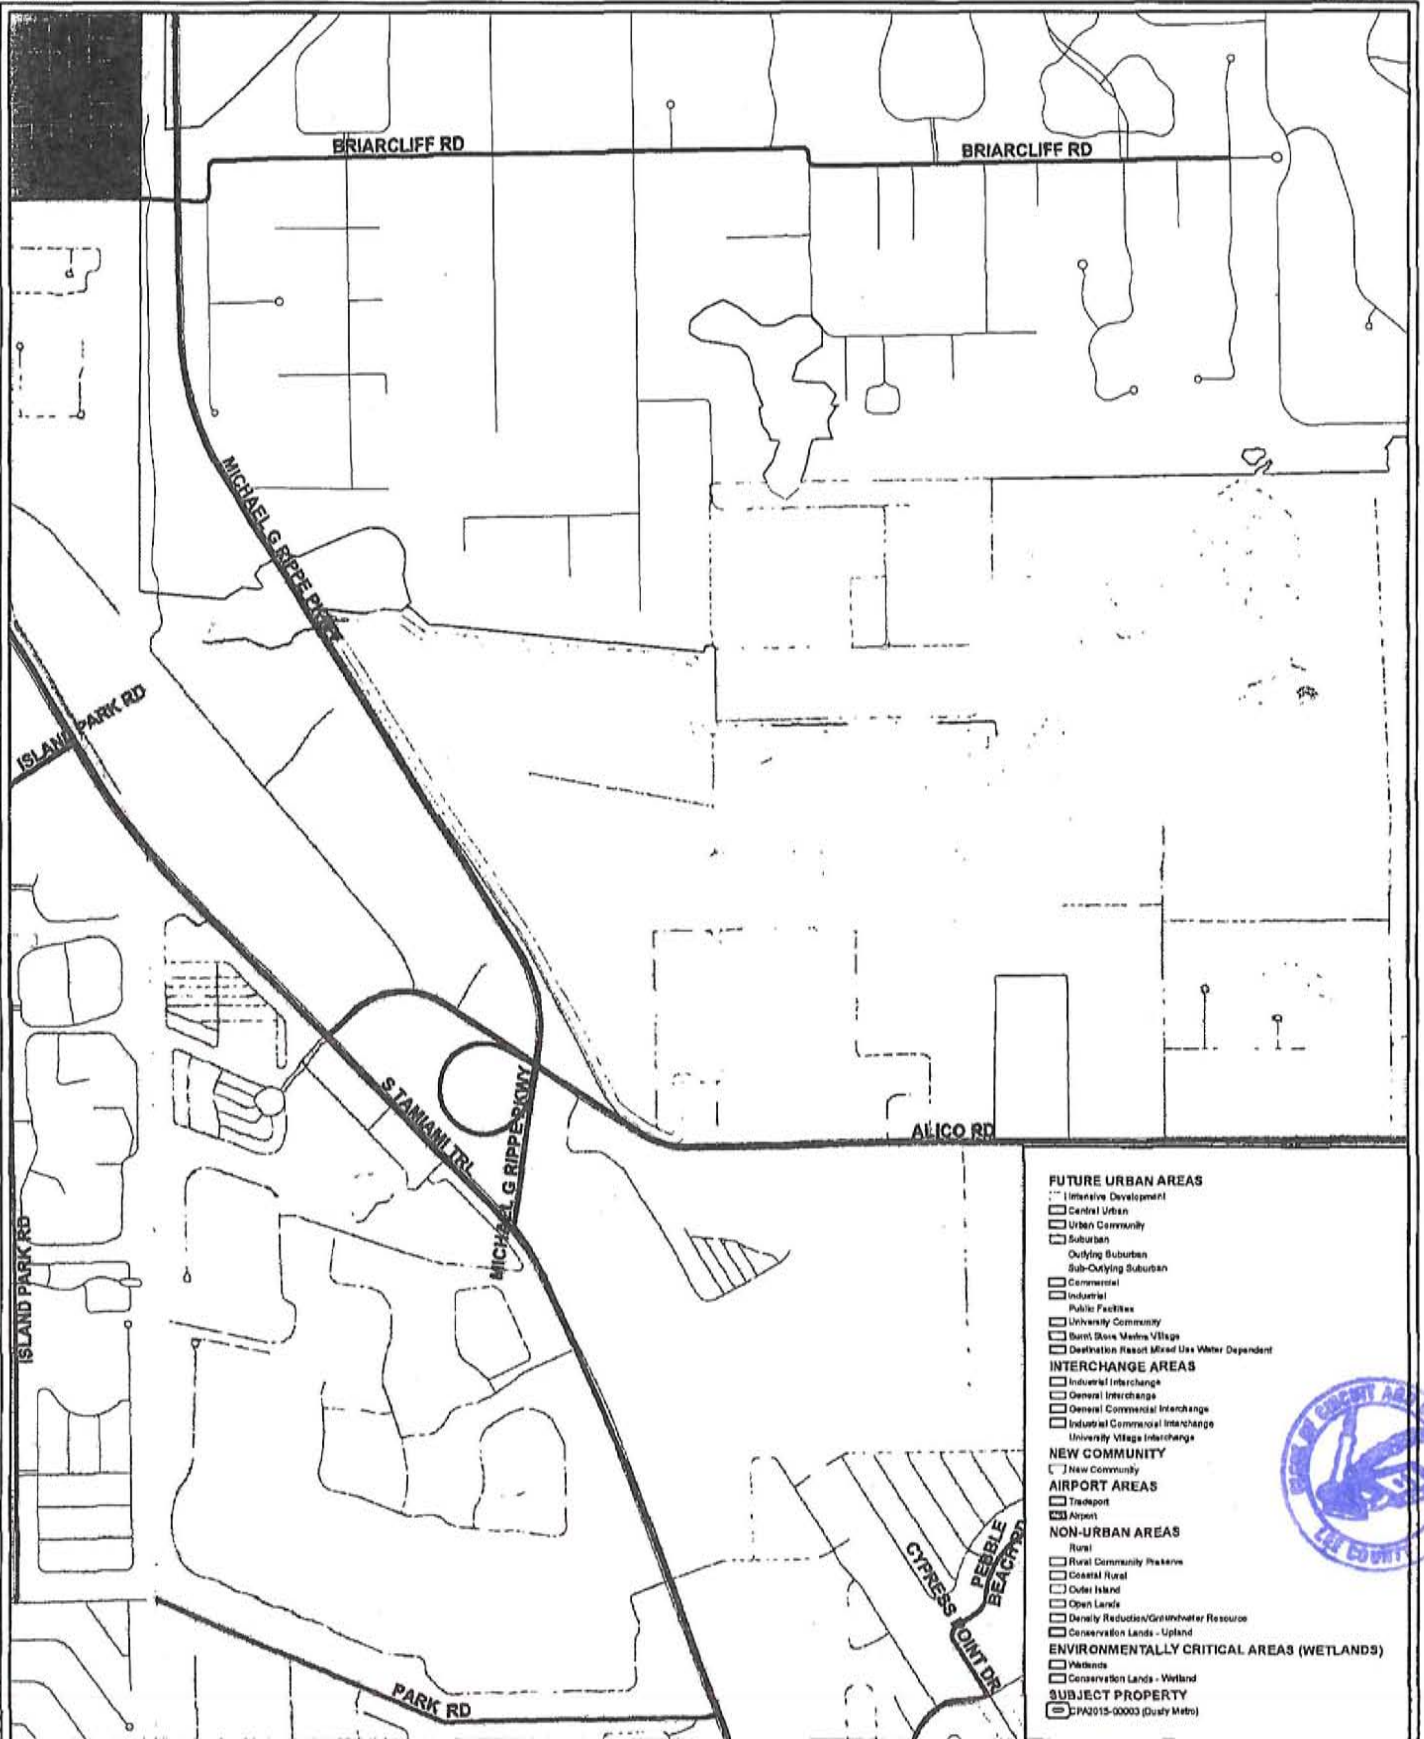 BRIARCLIFF RD
BRIARCLIFF RD
MICHAEL G RIPPE PKWY
ISLAND PARK RD
S TAMIAMI TRL
MICHAEL G RIPPE PKWY
ALICO RD
ISLAND PARK RD
PARK RD
CYPRESS POINT DR
PEBBLE
BEACH RD
FUTURE URBAN AREAS
Intensive Development
Central Urban
Urban Community
Suburban
Outlying Suburban
Sub-Outlying Suburban
Commercial
Industrial
Public Facilities
University Community
Burnt Store Marina Village
Destination Resort Mixed Use Water Dependent
INTERCHANGE AREAS
Industrial Interchange
General Interchange
General Commercial Interchange
Industrial Commercial Interchange
University Village Interchange
NEW COMMUNITY
New Community
AIRPORT AREAS
Tradeport
Airport
NON-URBAN AREAS
Rural
Rural Community Preserve
Coastal Rural
Outer Island
Open Lands
Density Reduction/Groundwater Resource
Conservation Lands - Upland
ENVIRONMENTALLY CRITICAL AREAS (WETLANDS)
Wetlands
Conservation Lands - Wetland
SUBJECT PROPERTY
CPA2015-00003 (Dusty Metro)
OF CIRCUIT
LEE COUNTY